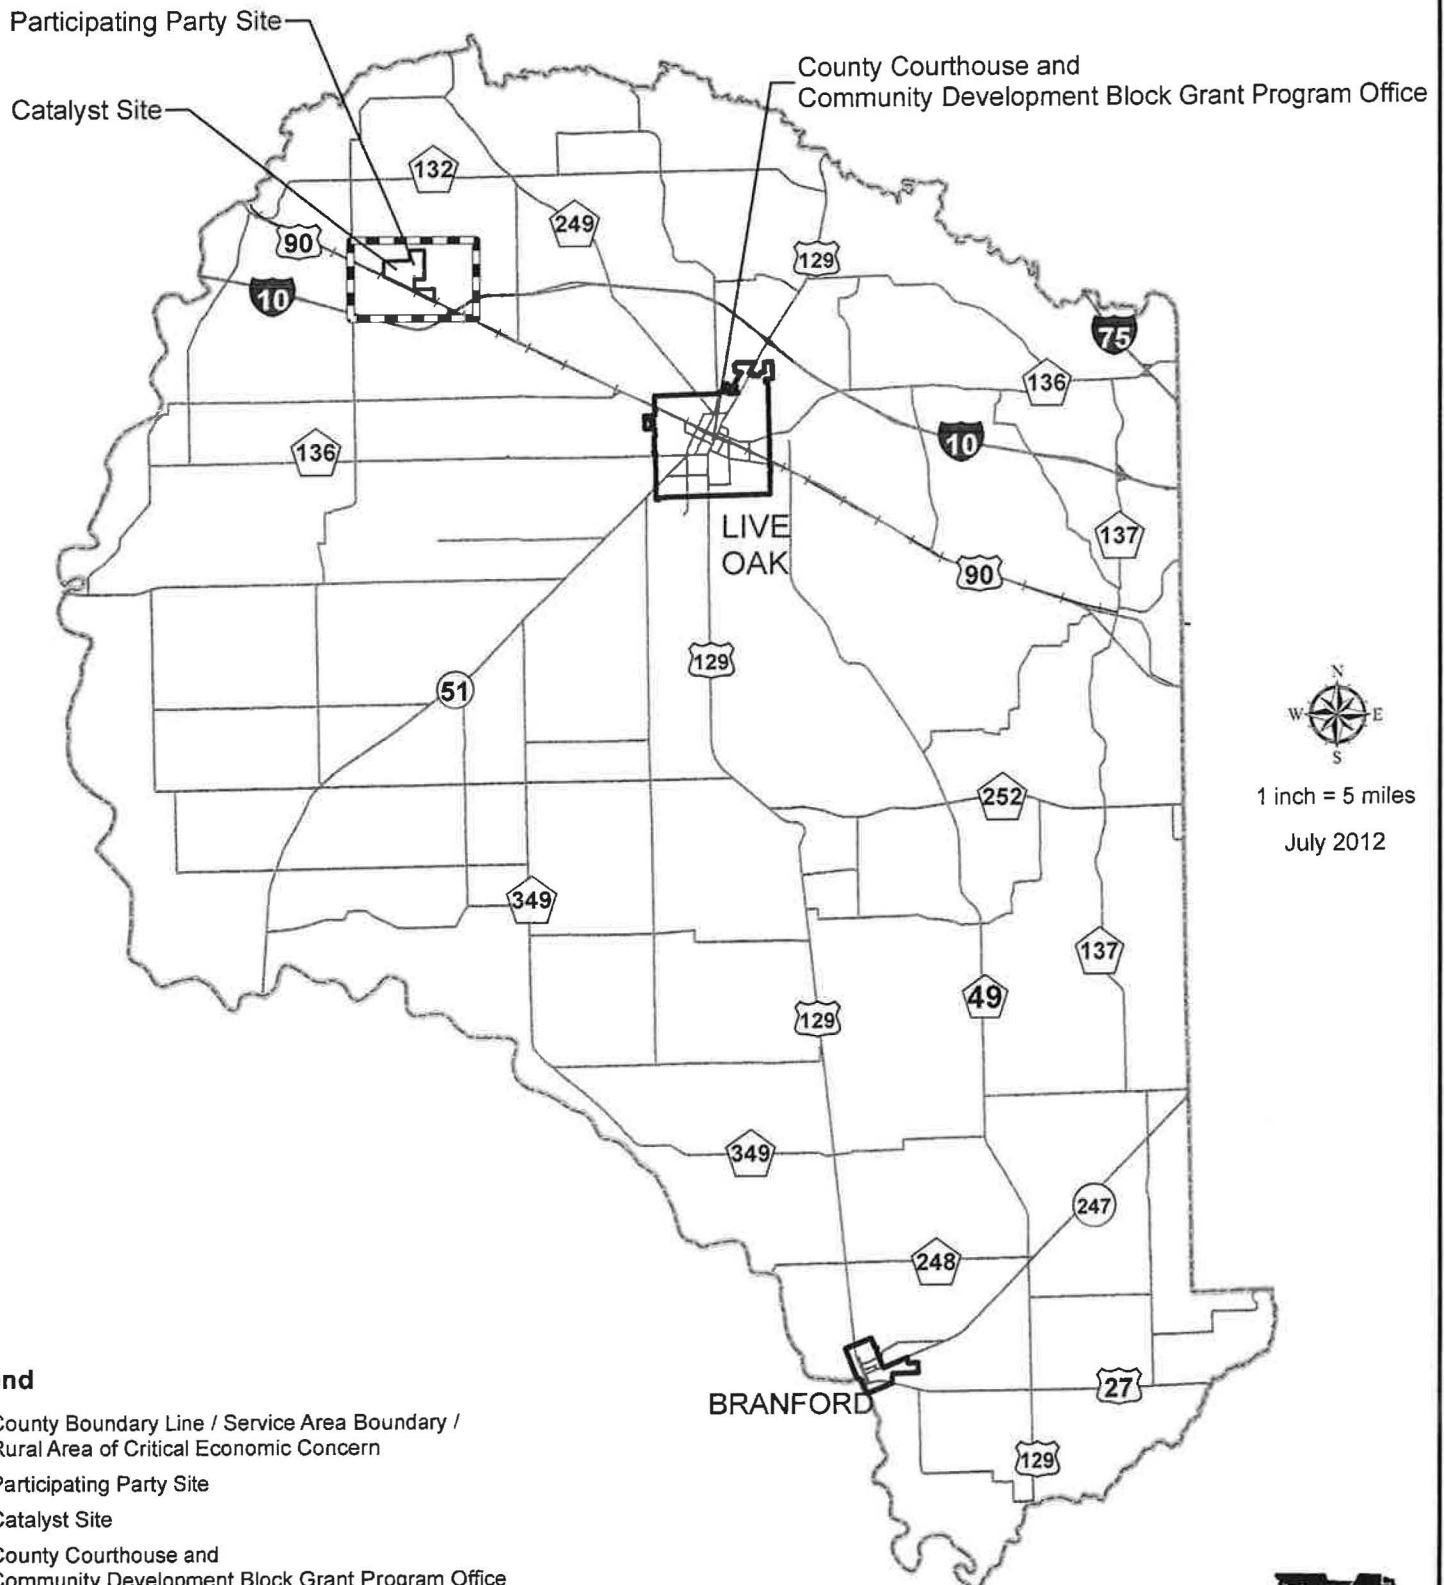 Participating Party Site
County Courthouse and
Community Development Block Grant Program Office
Catalyst Site
132
249
90
129
10
75
136
10
136
137
LIVE
OAK
90
129
51
N
W E
S
1 inch = 5 miles
July 2012
252
349
137
49
129
349
247
248
27
BRANFORD
129
nd
County Boundary Line / Service Area Boundary /
Rural Area of Critical Economic Concern
Participating Party Site
Catalyst Site
County Courthouse and
Community Development Block Grant Program Office